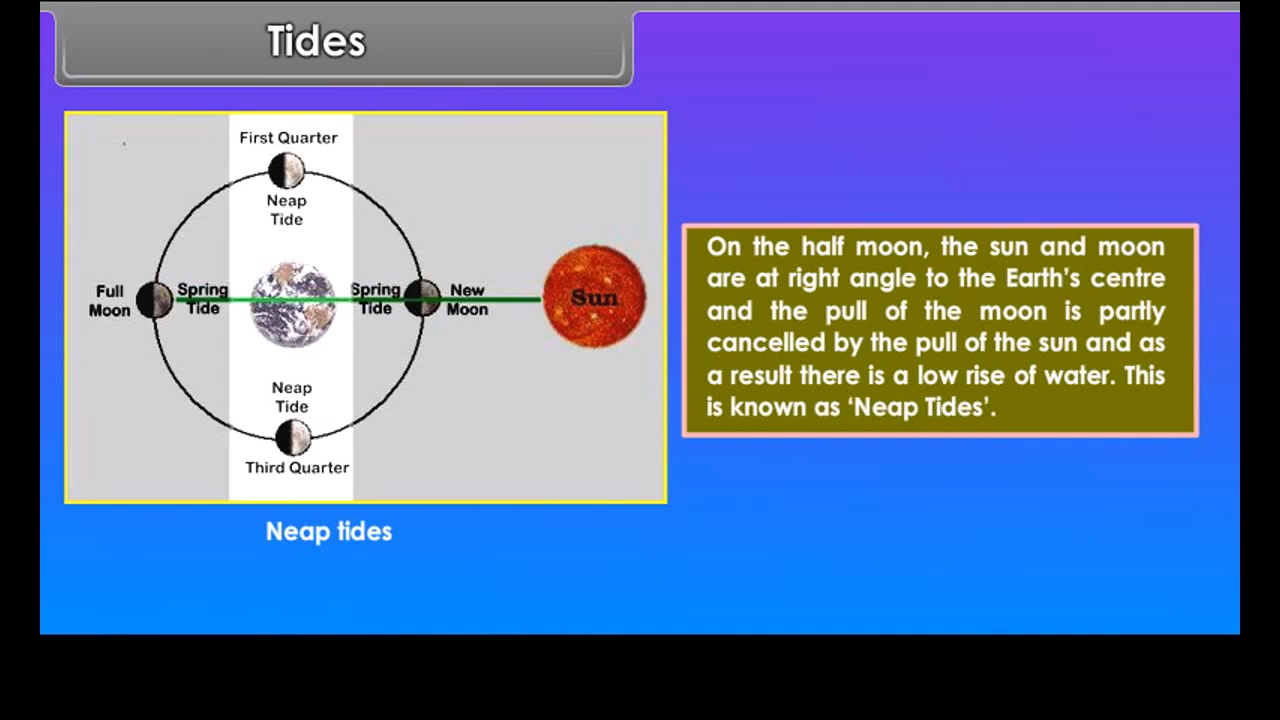 Tides
First Quarter
Neap
Tide
Full
Moon
Spring
Tide
Spring
Tide
New
Moon
Sun
Neap
Tide
Third Quarter
Neap tides
On the half moon, the sun and moon
are at right angle to the Earth's centre
and the pull of the moon is partly
cancelled by the pull of the sun and as
a result there is a low rise of water. This
is known as ‘Neap Tides’.